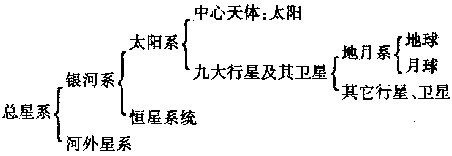 中心天体:太阳
太阳系
地球
地月系
九大行星及其卫星
月球
银河系
其它行星、卫星
总星系
恒星系统
河外星系